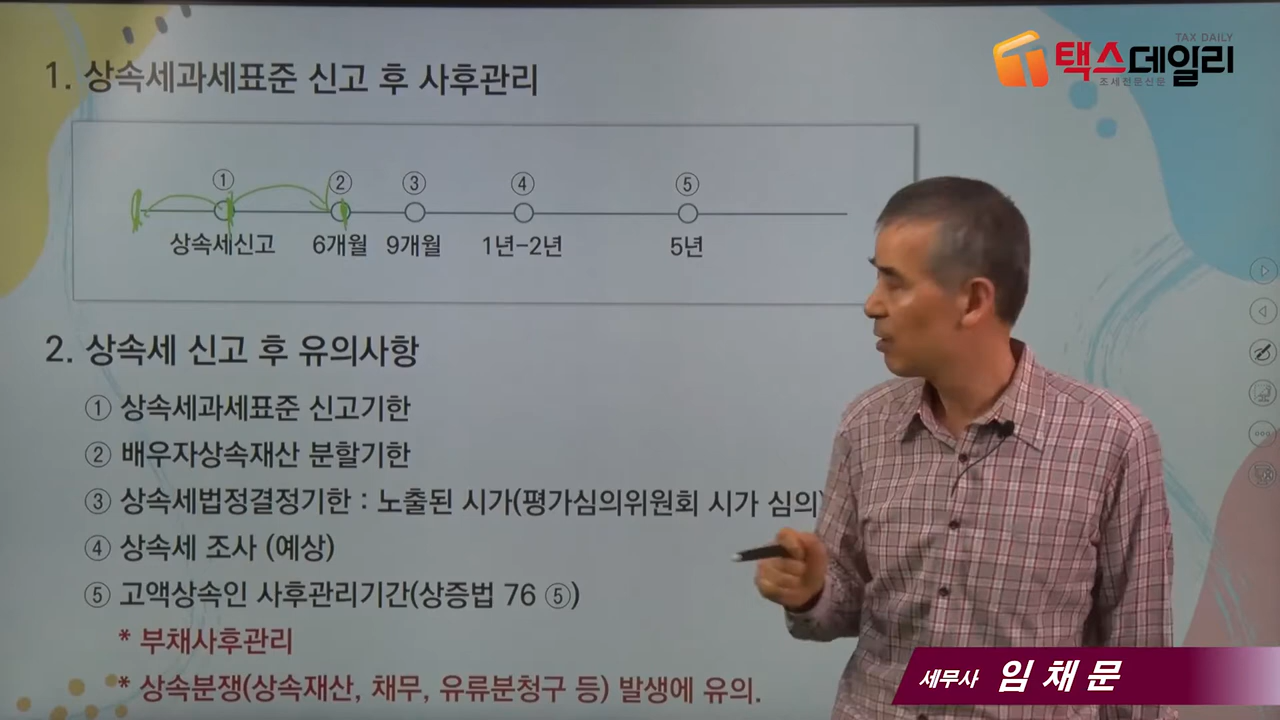 TAX DAILY
택스데일리
조세전문신문
1. 상속세과세표준 신고 후 사후관리
① ② ③ ④ ⑤
상속세신고 6개월 9개월 1년-2년 5년
2. 상속세 신고 후 유의사항
① 상속세과세표준 신고기한
② 배우자상속재산 분할기한
③ 상속세법정결정기한 : 노출된 시가(평가심의위원회 시가 심의)
④ 상속세 조사 (예상)
⑤ 고액상속인 사후관리기간(상증법 76 ⑤)
* 부채사후관리
* 상속분쟁(상속재산, 채무, 유류분청구 등) 발생에 유의.
세무사 임채문